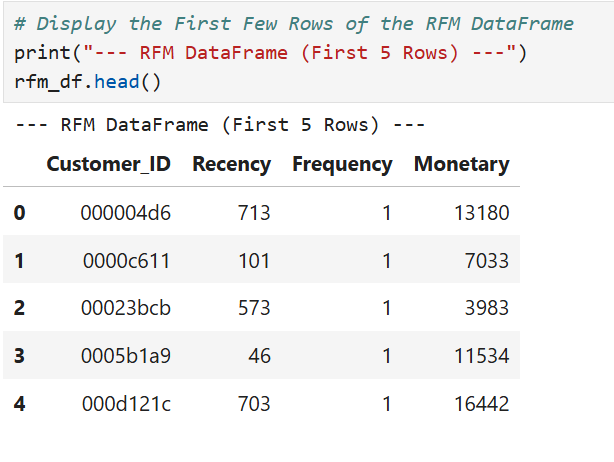 # Display the First Few Rows of the RFM DataFrame
print("--- RFM DataFrame (First 5 Rows) ---")
rfm_df.head()
--- RFM DataFrame (First 5 Rows) ---
Customer_ID Recency Frequency Monetary
0 000004d6 713 1 13180
1 0000c611 101 1 7033
2 00023bcb 573 1 3983
3 0005b1a9 46 1 11534
4 000d121c 703 1 16442